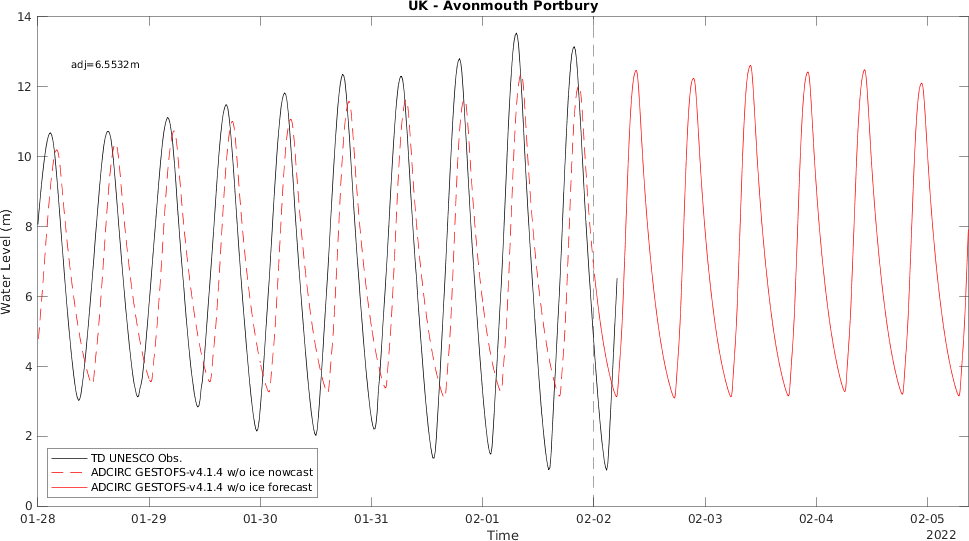 UK - Avonmouth Portbury
14
adj=6.5532m
12
10
8
Water Level (m)
6
4
2
TD UNESCO Obs.
ADCIRC GESTOFS-v4.1.4 w/o ice nowcast
ADCIRC GESTOFS-v4.1.4 w/o ice forecast
0
01-28 01-29 01-30 01-31 02-01 02-02 02-03 02-04 02-05
Time 2022